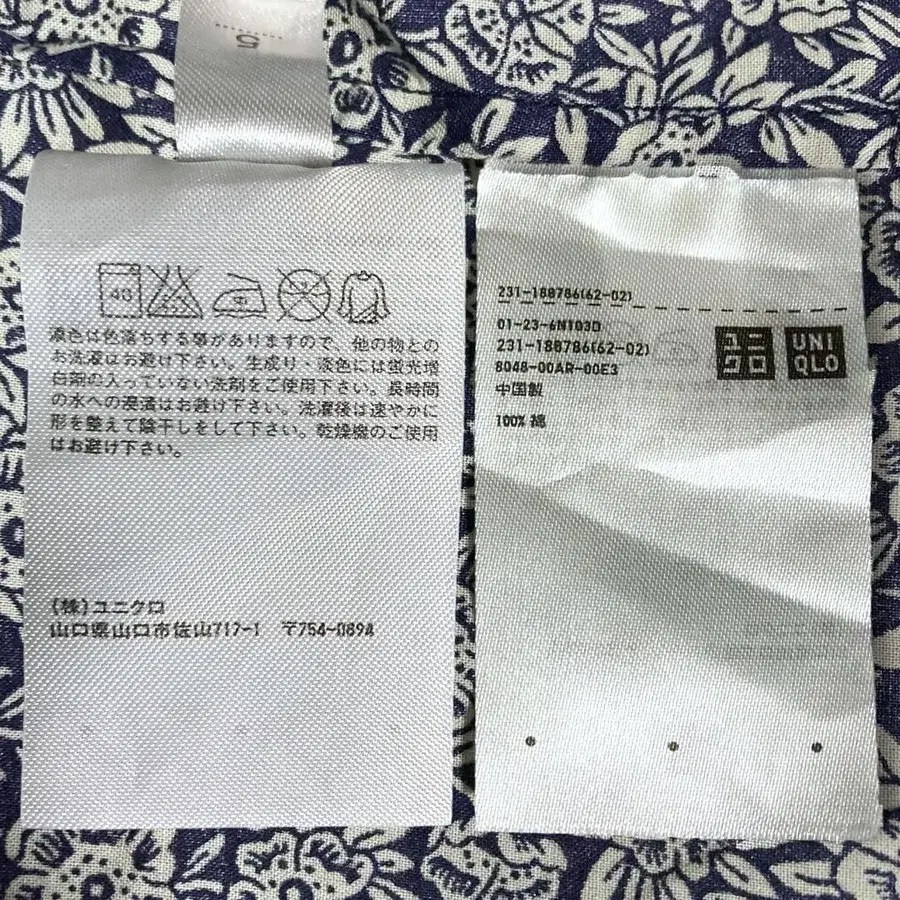 40
濃色は色落ちする事がありますので、他の物との
お洗濯はお避け下さい。生成り・淡色には蛍光増
白剤の入っていない洗剤をご使用下さい。長時間
の水への浸漬はお避け下さい。洗濯後は速やかに
形を整えて陰干しをして下さい。乾燥機のご使用
はお避け下さい。
(株)ユニクロ
山口県山口市佐山717-1 〒754-0894
231-188786(62-02)
01-23-6N103D
231-188786(62-02)
8048-00AR-00E3
中国製
100% 綿
ユニ
クロ
UNI
QLO